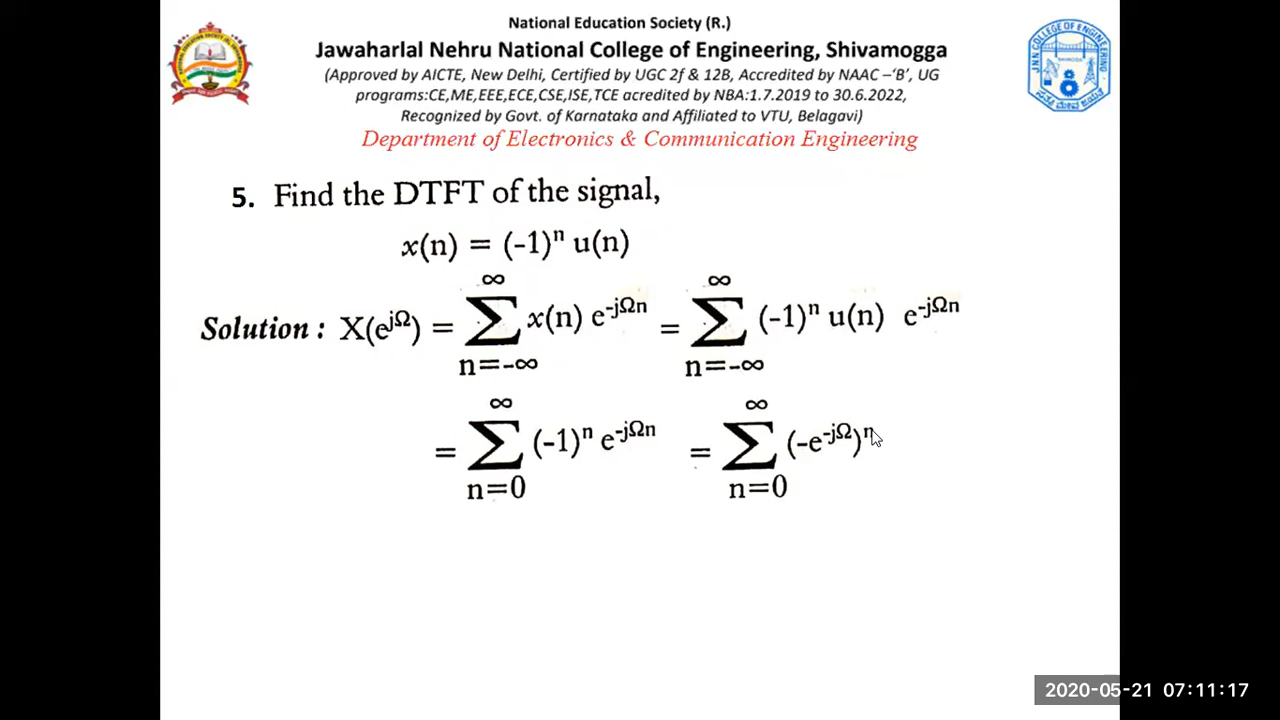 National Education Society (R.)
Jawaharlal Nehru National College of Engineering, Shivamogga
(Approved by AICTE, New Delhi, Certified by UGC 2f & 12B, Accredited by NAAC –‘B’, UG
programs:CE,ME,EEE,ECE,CSE,ISE,TCE acredited by NBA:1.7.2019 to 30.6.2022,
Recognized by Govt. of Karnataka and Affiliated to VTU, Belagavi)
Department of Electronics & Communication Engineering
JNN COLLEGE OF ENGINEERING
5. Find the DTFT of the signal,
x(n) = (-1)ⁿ u(n)
Solution : X(e^{jΩ}) = ∑_{n=-∞}^{∞} x(n) e^{-jΩn} = ∑_{n=-∞}^{∞} (-1)ⁿ u(n) e^{-jΩn}
= ∑_{n=0}^{∞} (-1)ⁿ e^{-jΩn} = ∑_{n=0}^{∞} (-e^{-jΩ})ⁿ
2020-05-21 07:11:17